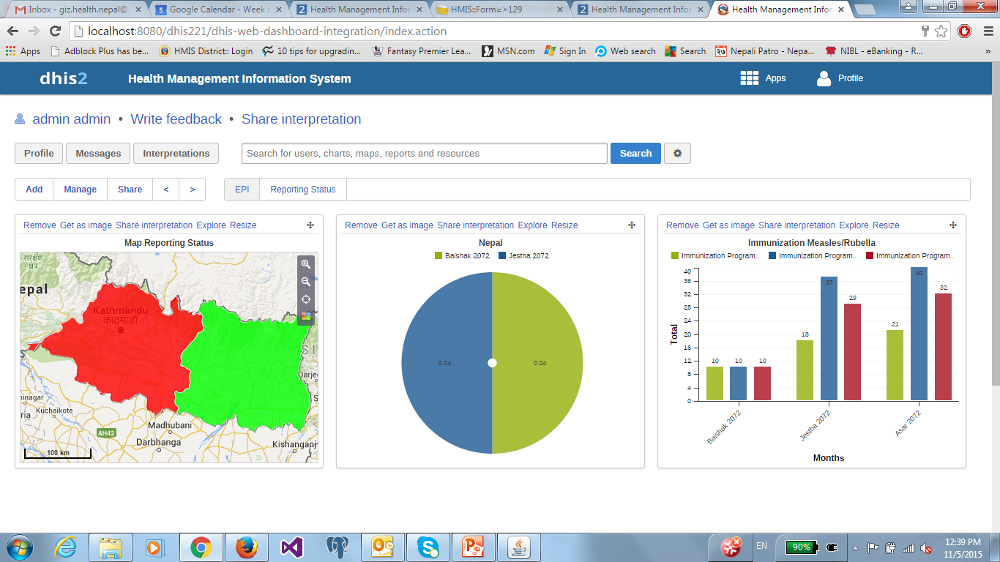 Inbox - giz.health.nepal@
Google Calendar - Week o
Health Management Infor
HMIS::Form=>129
Health Management Infor
Health Management Infor
localhost:8080/dhis221/dhis-web-dashboard-integration/index.action
Apps
Adblock Plus has be...
HMIS District:: Login
10 tips for upgradin...
Fantasy Premier Lea...
MSN.com
Sign In
Web search
Search
Nepali Patro - Nepa...
NIBL - eBanking - R...
»
dhis2
Health Management Information System
Apps
Profile
admin admin • Write feedback • Share interpretation
Profile
Messages
Interpretations
Search for users, charts, maps, reports and resources
Search
Add
Manage
Share
<
>
EPI
Reporting Status
Remove Get as image Share interpretation Explore Resize
Map Reporting Status
संरक्षण
क्षेत्र
epal
Kathmandu
काठमाडौं
SI
Darje
S
ninagar
ria
Kuchaikote
Madhubani
AH42
Darbhanga
Kishanganj
100 km
Remove Get as image Share interpretation Explore Resize
Nepal
Baishak 2072 Jestha 2072
0.04 0.04
Remove Get as image Share interpretation Explore Resize
Immunization Measles/Rubella
Immunization Program.. Immunization Program.. Immunization Program..
40
36
32
28
24
20
16
12
8
4
0
Total
10 10 10
18 37 29
21 40 32
Baishak 2072
Jestha 2072
Asar 2072
Months
EN
90%
12:39 PM
11/5/2015